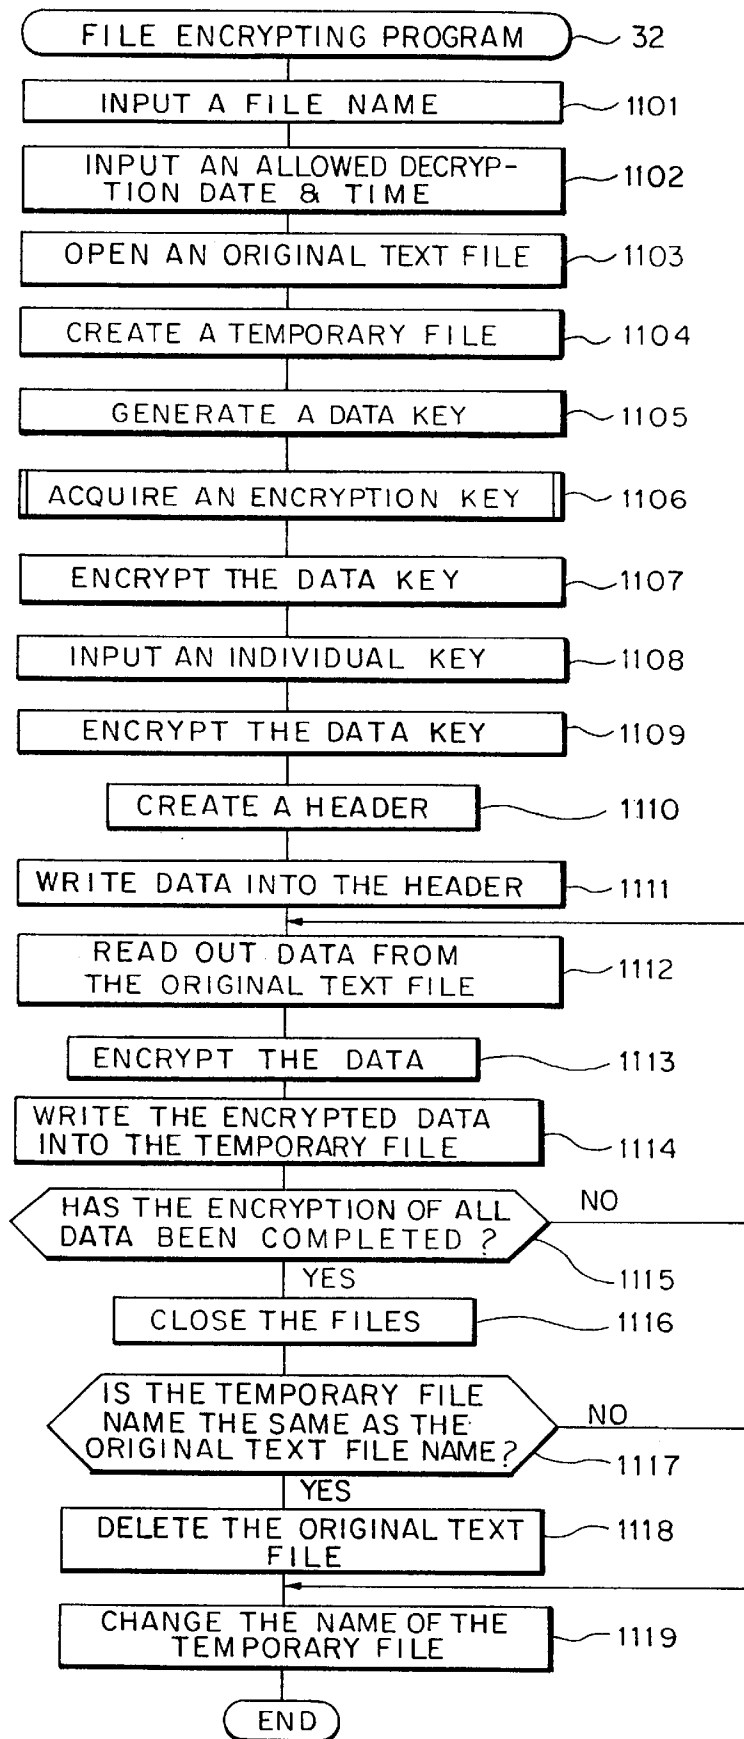 FILE ENCRYPTING PROGRAM 32
INPUT A FILE NAME 1101
INPUT AN ALLOWED DECRYP-
TION DATE & TIME 1102
OPEN AN ORIGINAL TEXT FILE 1103
CREATE A TEMPORARY FILE 1104
GENERATE A DATA KEY 1105
ACQUIRE AN ENCRYPTION KEY 1106
ENCRYPT THE DATA KEY 1107
INPUT AN INDIVIDUAL KEY 1108
ENCRYPT THE DATA KEY 1109
CREATE A HEADER 1110
WRITE DATA INTO THE HEADER 1111
READ OUT DATA FROM
THE ORIGINAL TEXT FILE 1112
ENCRYPT THE DATA 1113
WRITE THE ENCRYPTED DATA
INTO THE TEMPORARY FILE 1114
HAS THE ENCRYPTION OF ALL
DATA BEEN COMPLETED ? NO
1115
YES
CLOSE THE FILES 1116
IS THE TEMPORARY FILE
NAME THE SAME AS THE
ORIGINAL TEXT FILE NAME? NO
1117
YES
DELETE THE ORIGINAL TEXT
FILE 1118
CHANGE THE NAME OF THE
TEMPORARY FILE 1119
END